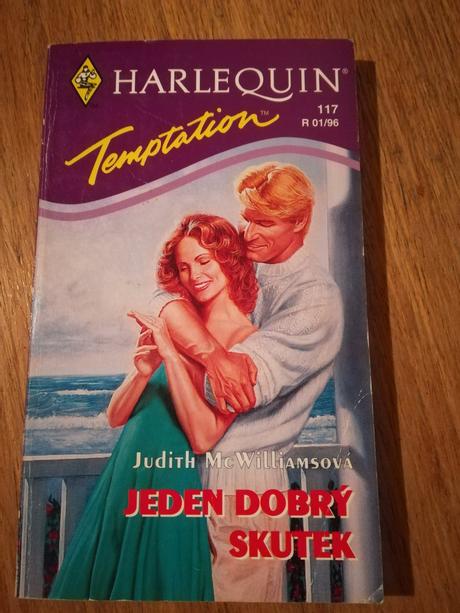 HARLEQUIN®
Temptation™
117
R 01/96
Judith McWilliamsová
JEDEN DOBRÝ
SKUTEK